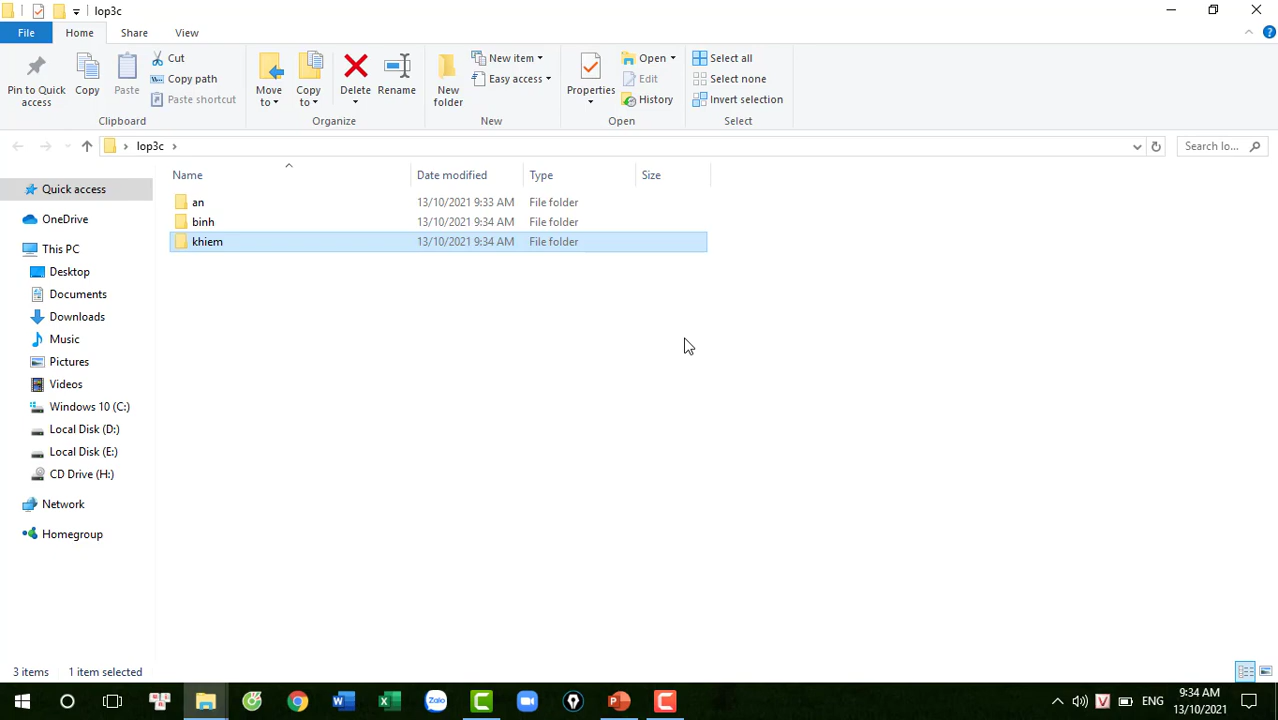 lop3c
File Home Share View
Pin to Quick access
Copy
Paste
Cut
Copy path
Paste shortcut
Move to
Copy to
Delete
Rename
New folder
New item
Easy access
Properties
Open
Edit
History
Select all
Select none
Invert selection
Clipboard Organize New Open Select
lop3c
Search lo...
Name Date modified Type Size
an 13/10/2021 9:33 AM File folder
binh 13/10/2021 9:34 AM File folder
khiem 13/10/2021 9:34 AM File folder
Quick access
OneDrive
This PC
Desktop
Documents
Downloads
Music
Pictures
Videos
Windows 10 (C:)
Local Disk (D:)
Local Disk (E:)
CD Drive (H:)
Network
Homegroup
3 items 1 item selected
Zalo
V
ENG
9:34 AM
13/10/2021